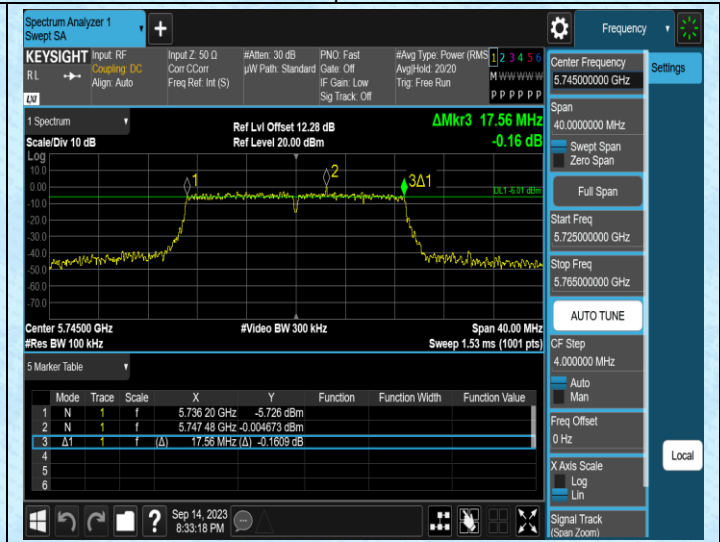 Spectrum Analyzer 1
Swept SA
+
Frequency
KEYSIGHT Input: RF Input Z: 50 Ω #Atten: 30 dB PNO: Fast #Avg Type: Power (RMS 1 2 3 4 5 6
RL Coupling: DC Corr CCorr µW Path: Standard Gate: Off Avg|Hold: 20/20 M W W W W W
Align: Auto Freq Ref: Int (S) IF Gain: Low Trig: Free Run
Sig Track: Off P P P P P P
LXI
1 Spectrum
Scale/Div 10 dB
Ref Lvl Offset 12.28 dB
Ref Level 20.00 dBm
ΔMkr3 17.56 MHz
-0.16 dB
Log
10.0
0.00
-10.0
-20.0
-30.0
-40.0
-50.0
-60.0
-70.0
1
2
3Δ1
DL1 -6.01 dBm
Center 5.74500 GHz #Video BW 300 kHz Span 40.00 MHz
#Res BW 100 kHz Sweep 1.53 ms (1001 pts)
5 Marker Table
Mode Trace Scale X Y Function Function Width Function Value
1 N 1 f 5.736 20 GHz -5.726 dBm
2 N 1 f 5.747 48 GHz -0.004673 dBm
3 Δ1 1 f (Δ) 17.56 MHz (Δ) -0.1609 dB
4
5
6
? Sep 14, 2023
8:33:18 PM
Center Frequency
5.745000000 GHz
Span
40.0000000 MHz
Swept Span
Zero Span
Full Span
Start Freq
5.725000000 GHz
Stop Freq
5.765000000 GHz
AUTO TUNE
CF Step
4.000000 MHz
Auto
Man
Freq Offset
0 Hz
X Axis Scale
Log
Lin
Signal Track
(Span Zoom)
Settings
Local